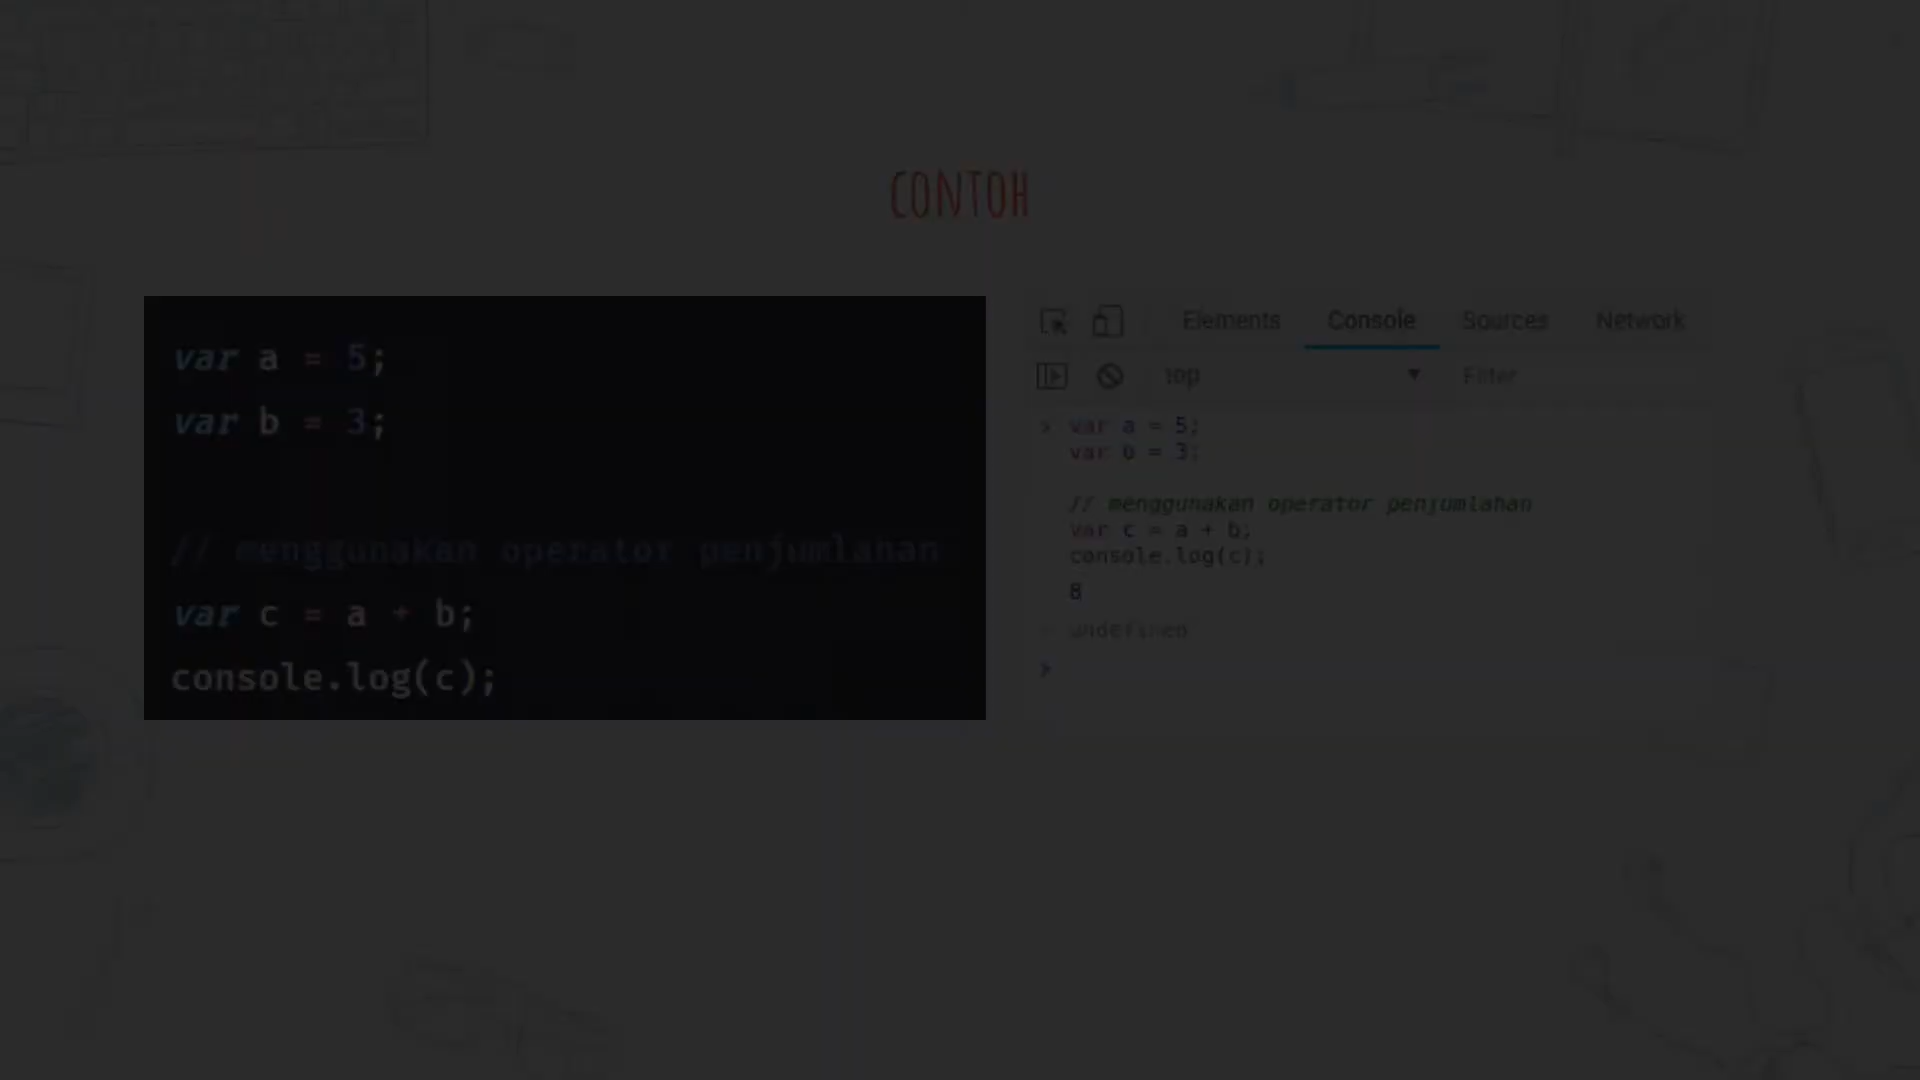 CONTOH
var a = 5;
var b = 3;
// menggunakan operator penjumlahan
var c = a + b;
console.log(c);
Elements Console Sources Network
top ▼ Filter
> var a = 5;
var b = 3;
// menggunakan operator penjumlahan
var c = a + b;
console.log(c);
8
undefined
>